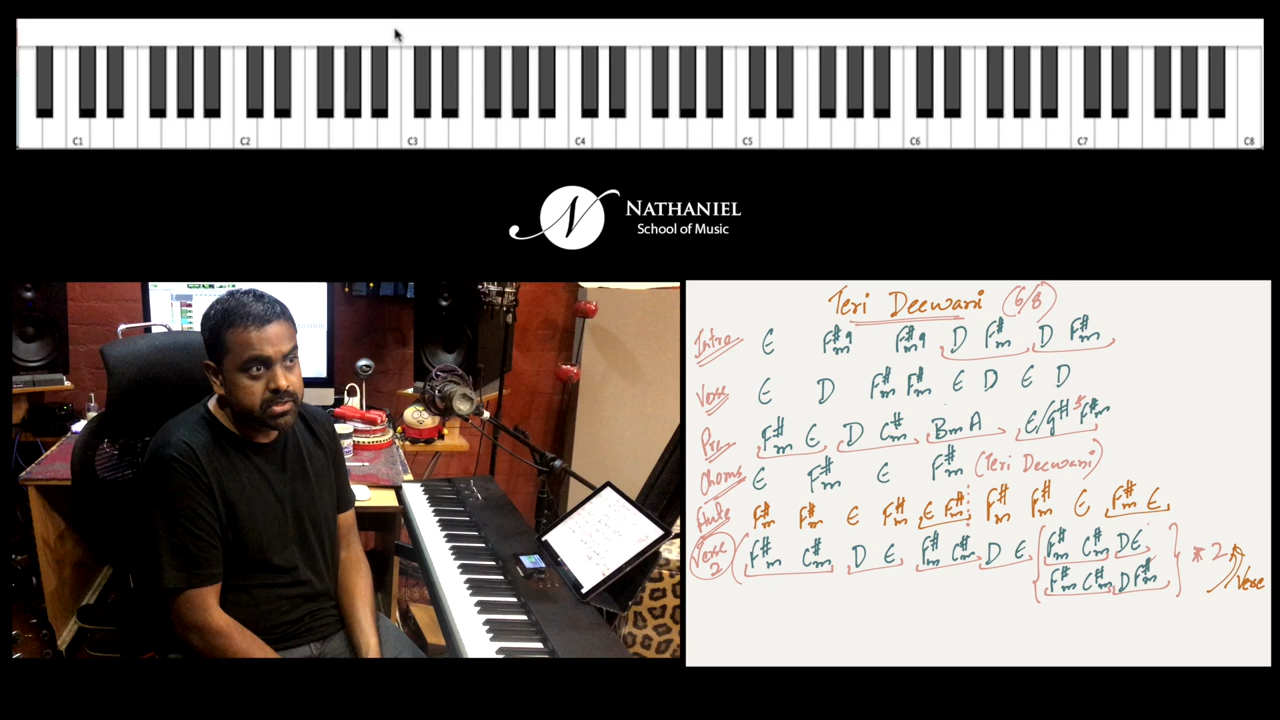 C1 C2 C3 C4 C5 C6 C7 C8
NATHANIEL
School of Music
Teri Deewani (6/8)
Intro E F#m9 F#m9 D F#m D F#m
Verse E D F#m F#m E D E D
Pre F#m E D C#m Bm A E/G# F#m
Chorus E F#m E F#m (Teri Deewani)
Flute F#m F#m E F#m E F#m F#m F#m E F#m E
Verse 2 ( F#m C#m D E F#m C#m D E { F#m C#m D E } * 2
F#m C#m D F#m Verse